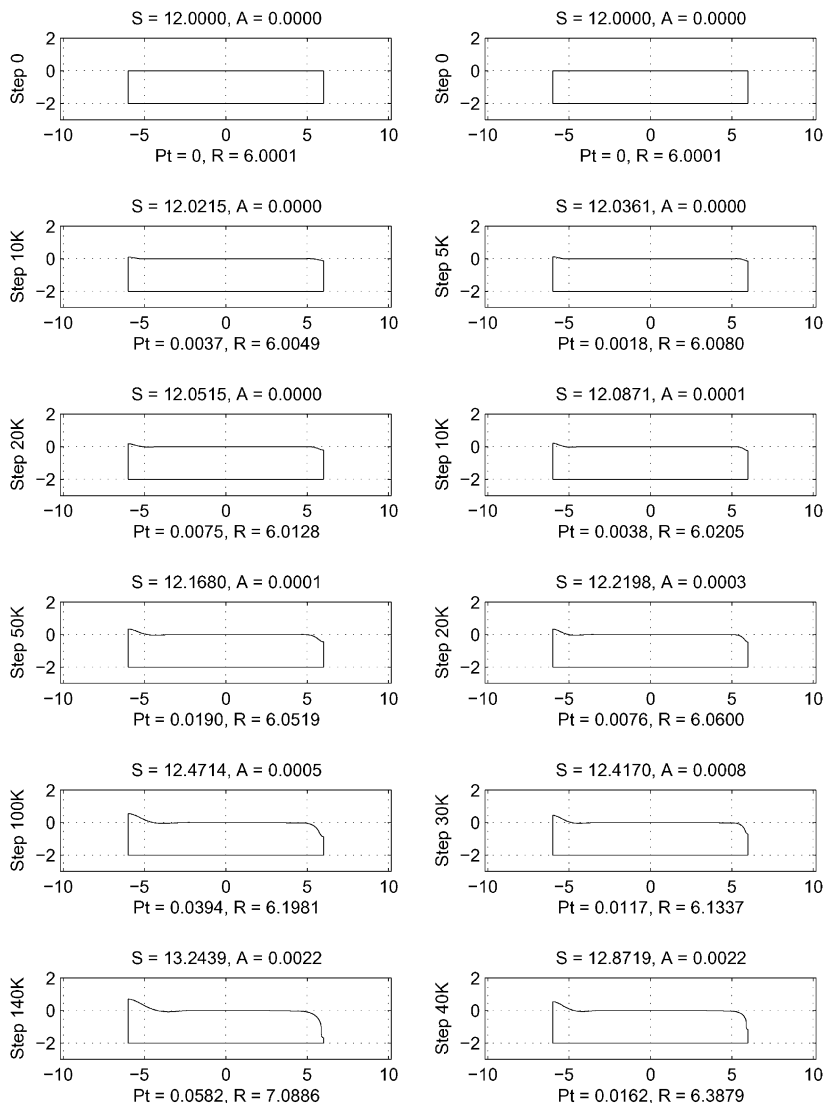 S = 12.0000, A = 0.0000
Step 0
2
0
−2
−10 −5 0 5 10
Pt = 0, R = 6.0001
S = 12.0000, A = 0.0000
Step 0
2
0
−2
−10 −5 0 5 10
Pt = 0, R = 6.0001
S = 12.0215, A = 0.0000
Step 10K
2
0
−2
−10 −5 0 5 10
Pt = 0.0037, R = 6.0049
S = 12.0361, A = 0.0000
Step 5K
2
0
−2
−10 −5 0 5 10
Pt = 0.0018, R = 6.0080
S = 12.0515, A = 0.0000
Step 20K
2
0
−2
−10 −5 0 5 10
Pt = 0.0075, R = 6.0128
S = 12.0871, A = 0.0001
Step 10K
2
0
−2
−10 −5 0 5 10
Pt = 0.0038, R = 6.0205
S = 12.1680, A = 0.0001
Step 50K
2
0
−2
−10 −5 0 5 10
Pt = 0.0190, R = 6.0519
S = 12.2198, A = 0.0003
Step 20K
2
0
−2
−10 −5 0 5 10
Pt = 0.0076, R = 6.0600
S = 12.4714, A = 0.0005
Step 100K
2
0
−2
−10 −5 0 5 10
Pt = 0.0394, R = 6.1981
S = 12.4170, A = 0.0008
Step 30K
2
0
−2
−10 −5 0 5 10
Pt = 0.0117, R = 6.1337
S = 13.2439, A = 0.0022
Step 140K
2
0
−2
−10 −5 0 5 10
Pt = 0.0582, R = 7.0886
S = 12.8719, A = 0.0022
Step 40K
2
0
−2
−10 −5 0 5 10
Pt = 0.0162, R = 6.3879